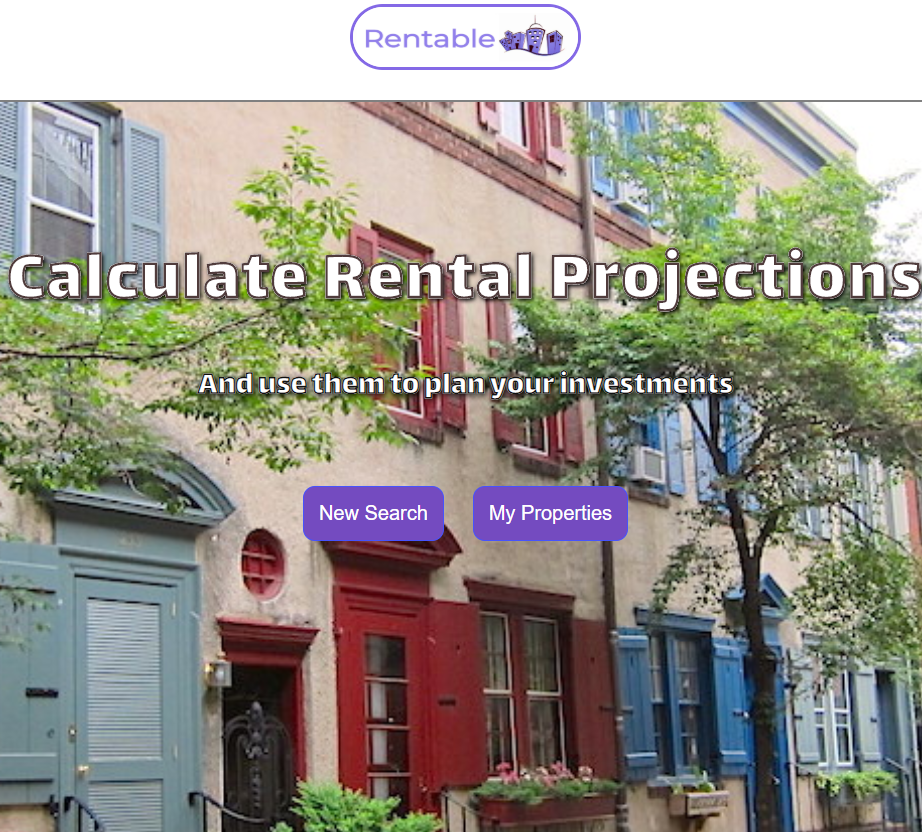 Rentable
Calculate Rental Projections
And use them to plan your investments
New Search
My Properties